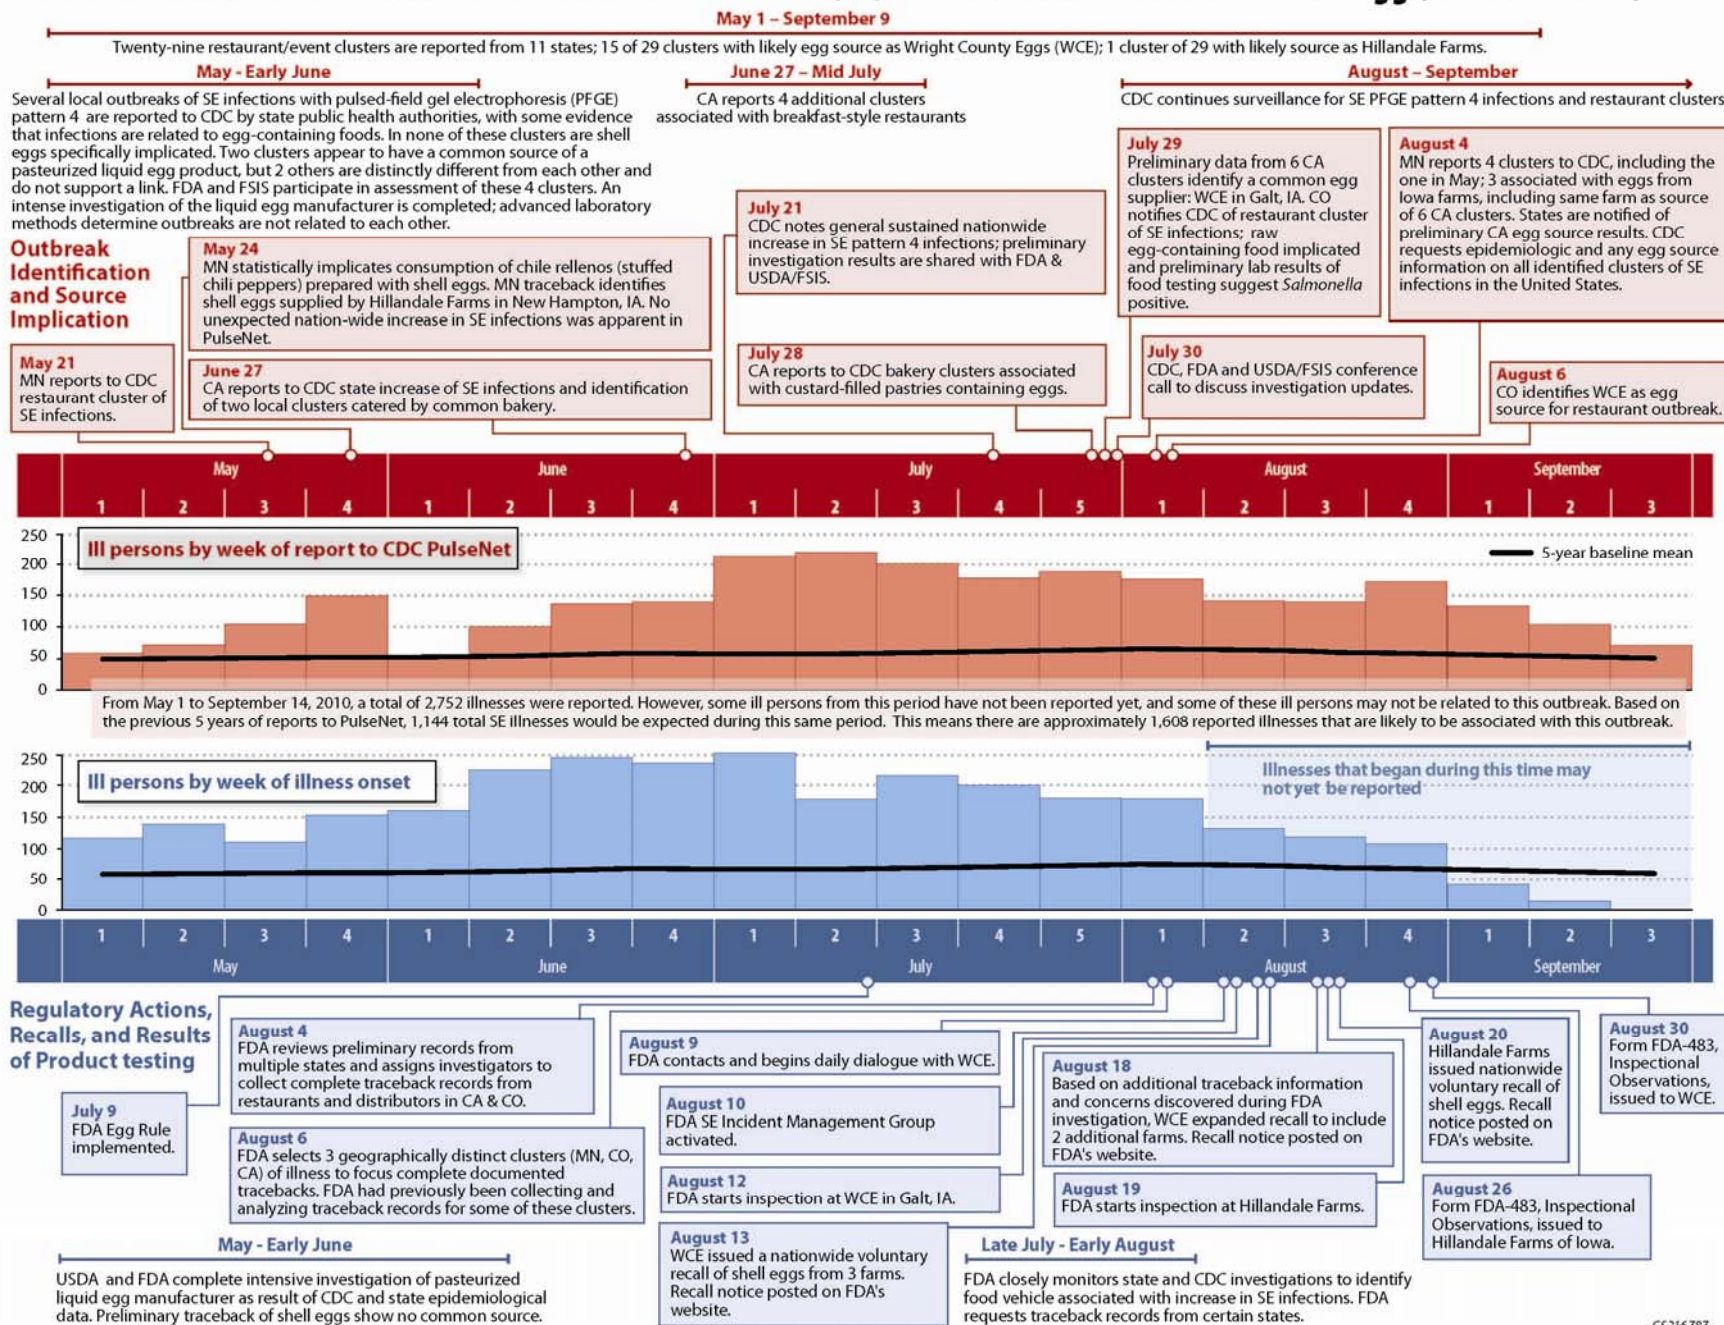 May 1 – September 9
Twenty-nine restaurant/event clusters are reported from 11 states; 15 of 29 clusters with likely egg source as Wright County Eggs (WCE); 1 cluster of 29 with likely source as Hillandale Farms.
May - Early June
Several local outbreaks of SE infections with pulsed-field gel electrophoresis (PFGE)
pattern 4 are reported to CDC by state public health authorities, with some evidence
that infections are related to egg-containing foods. In none of these clusters are shell
eggs specifically implicated. Two clusters appear to have a common source of a
pasteurized liquid egg product, but 2 others are distinctly different from each other and
do not support a link. FDA and FSIS participate in assessment of these 4 clusters. An
intense investigation of the liquid egg manufacturer is completed; advanced laboratory
methods determine outbreaks are not related to each other.
June 27 – Mid July
CA reports 4 additional clusters
associated with breakfast-style restaurants
August – September
CDC continues surveillance for SE PFGE pattern 4 infections and restaurant clusters
Outbreak
Identification
and Source
Implication
May 21
MN reports to CDC
restaurant cluster of
SE infections.
May 24
MN statistically implicates consumption of chile rellenos (stuffed
chili peppers) prepared with shell eggs. MN traceback identifies
shell eggs supplied by Hillandale Farms in New Hampton, IA. No
unexpected nation-wide increase in SE infections was apparent in
PulseNet.
June 27
CA reports to CDC state increase of SE infections and identification
of two local clusters catered by common bakery.
July 21
CDC notes general sustained nationwide
increase in SE pattern 4 infections; preliminary
investigation results are shared with FDA &
USDA/FSIS.
July 28
CA reports to CDC bakery clusters associated
with custard-filled pastries containing eggs.
July 29
Preliminary data from 6 CA
clusters identify a common egg
supplier: WCE in Galt, IA. CO
notifies CDC of restaurant cluster
of SE infections; raw
egg-containing food implicated
and preliminary lab results of
food testing suggest Salmonella
positive.
July 30
CDC, FDA and USDA/FSIS conference
call to discuss investigation updates.
August 4
MN reports 4 clusters to CDC, including the
one in May; 3 associated with eggs from
Iowa farms, including same farm as source
of 6 CA clusters. States are notified of
preliminary CA egg source results. CDC
requests epidemiologic and any egg source
information on all identified clusters of SE
infections in the United States.
August 6
CO identifies WCE as egg
source for restaurant outbreak.
May June July August September
1 2 3 4 1 2 3 4 1 2 3 4 5 1 2 3 4 1 2 3
Ill persons by week of report to CDC PulseNet
5-year baseline mean
250
200
150
100
50
0
From May 1 to September 14, 2010, a total of 2,752 illnesses were reported. However, some ill persons from this period have not been reported yet, and some of these ill persons may not be related to this outbreak. Based on
the previous 5 years of reports to PulseNet, 1,144 total SE illnesses would be expected during this same period. This means there are approximately 1,608 reported illnesses that are likely to be associated with this outbreak.
Ill persons by week of illness onset
Illnesses that began during this time may
not yet be reported
250
200
150
100
50
0
1 2 3 4 1 2 3 4 1 2 3 4 5 1 2 3 4 1 2 3
May June July August September
Regulatory Actions,
Recalls, and Results
of Product testing
July 9
FDA Egg Rule
implemented.
August 4
FDA reviews preliminary records from
multiple states and assigns investigators to
collect complete traceback records from
restaurants and distributors in CA & CO.
August 6
FDA selects 3 geographically distinct clusters (MN, CO,
CA) of illness to focus complete documented
tracebacks. FDA had previously been collecting and
analyzing traceback records for some of these clusters.
August 9
FDA contacts and begins daily dialogue with WCE.
August 10
FDA SE Incident Management Group
activated.
August 12
FDA starts inspection at WCE in Galt, IA.
August 13
WCE issued a nationwide voluntary
recall of shell eggs from 3 farms.
Recall notice posted on FDA's
website.
August 18
Based on additional traceback information
and concerns discovered during FDA
investigation, WCE expanded recall to include
2 additional farms. Recall notice posted on
FDA's website.
August 19
FDA starts inspection at Hillandale Farms.
August 20
Hillandale Farms
issued nationwide
voluntary recall of
shell eggs. Recall
notice posted on
FDA's website.
August 26
Form FDA-483, Inspectional
Observations, issued to
Hillandale Farms of Iowa.
August 30
Form FDA-483,
Inspectional
Observations,
issued to WCE.
May - Early June
USDA and FDA complete intensive investigation of pasteurized
liquid egg manufacturer as result of CDC and state epidemiological
data. Preliminary traceback of shell eggs show no common source.
Late July - Early August
FDA closely monitors state and CDC investigations to identify
food vehicle associated with increase in SE infections. FDA
requests traceback records from certain states.